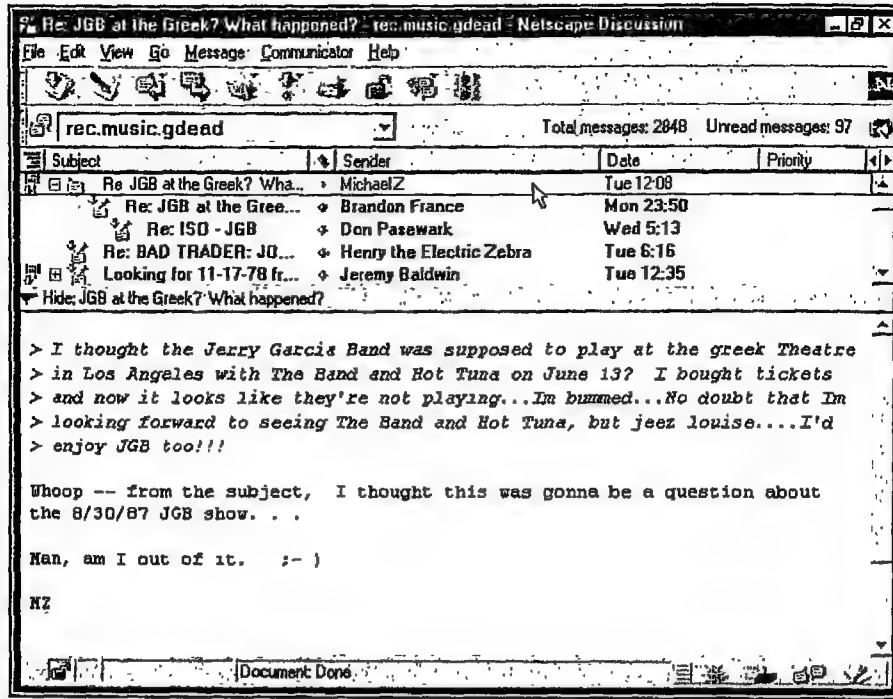 Re: JGB at the Greek? What happened? - rec.music.gdead - Netscape Discussion
File Edit View Go Message Communicator Help
rec.music.gdead Total messages: 2848 Unread messages: 97
Subject Sender Date Priority
Re JGB at the Greek? Wha... MichaelZ Tue 12:08
Re: JGB at the Gree... Brandon France Mon 23:50
Re: ISO - JGB Don Pasewark Wed 5:13
Re: BAD TRADER: JO... Henry the Electric Zebra Tue 6:16
Looking for 11-17-78 fr... Jeremy Baldwin Tue 12:35
Hide: JGB at the Greek? What happened?
> I thought the Jerry Garcia Band was supposed to play at the greek Theatre
> in Los Angeles with The Band and Hot Tuna on June 13? I bought tickets
> and now it looks like they're not playing...Im bummed...No doubt that Im
> looking forward to seeing The Band and Hot Tuna, but jeez louise....I'd
> enjoy JGB too!!!
Whoop -- from the subject, I thought this was gonna be a question about
the 8/30/87 JGB show. . .
Man, am I out of it. ;- )
MZ
Document: Done